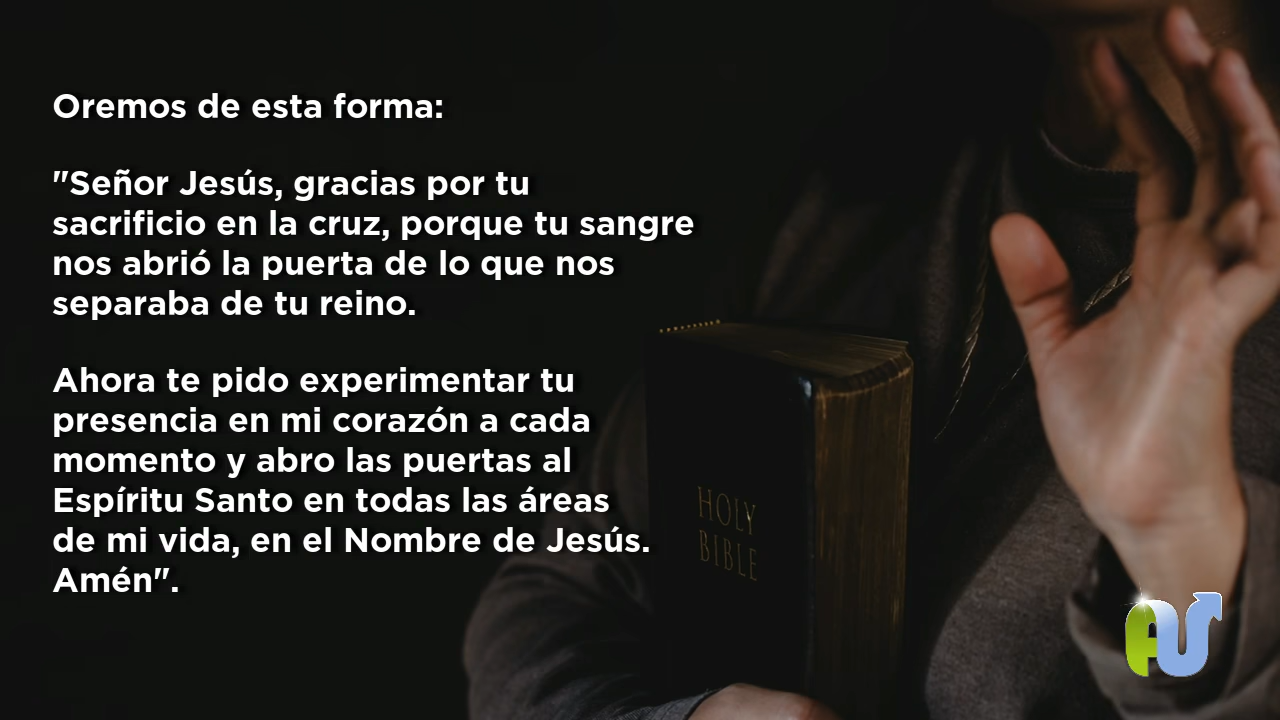 Oremos de esta forma:
"Señor Jesús, gracias por tu
sacrificio en la cruz, porque tu sangre
nos abrió la puerta de lo que nos
separaba de tu reino.
Ahora te pido experimentar tu
presencia en mi corazón a cada
momento y abro las puertas al
Espíritu Santo en todas las áreas
de mi vida, en el Nombre de Jesús.
Amén".
HOLY
BIBLE
AU